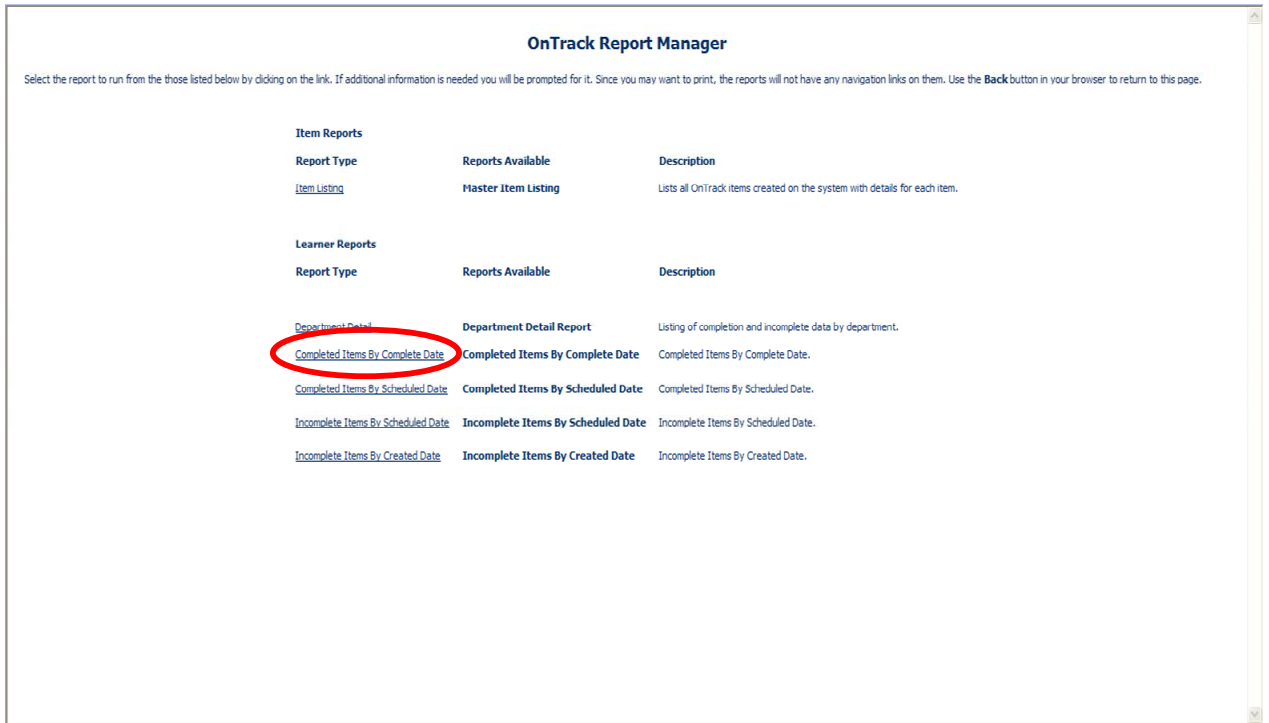 OnTrack Report Manager
Select the report to run from the those listed below by clicking on the link. If additional information is needed you will be prompted for it. Since you may want to print, the reports will not have any navigation links on them. Use the Back button in your browser to return to this page.
Item Reports
Report Type Reports Available Description
Item Listing Master Item Listing Lists all OnTrack items created on the system with details for each item.
Learner Reports
Report Type Reports Available Description
Department Detail Department Detail Report Listing of completion and incomplete data by department.
Completed Items By Complete Date Completed Items By Complete Date Completed Items By Complete Date.
Completed Items By Scheduled Date Completed Items By Scheduled Date Completed Items By Scheduled Date.
Incomplete Items By Scheduled Date Incomplete Items By Scheduled Date Incomplete Items By Scheduled Date.
Incomplete Items By Created Date Incomplete Items By Created Date Incomplete Items By Created Date.